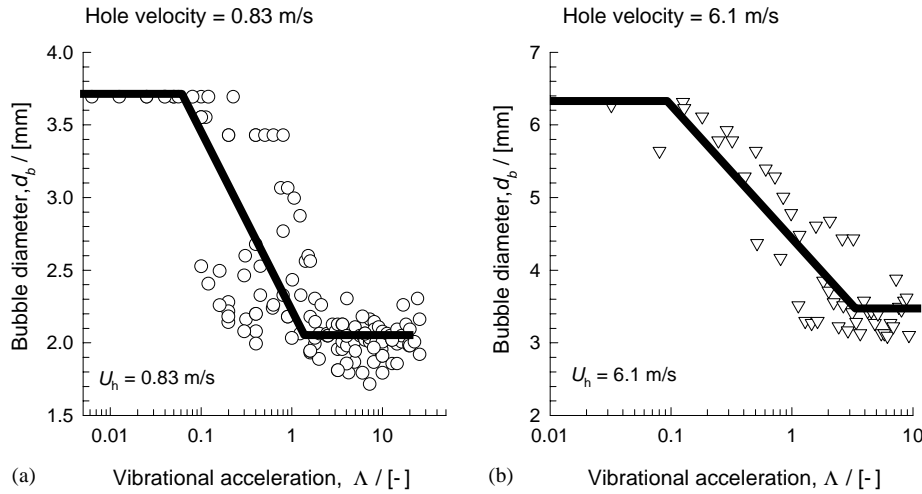 Hole velocity = 0.83 m/s
4.0
3.5
3.0
2.5
2.0
1.5
Bubble diameter, d_b / [mm]
U_h = 0.83 m/s
0.01 0.1 1 10
(a) Vibrational acceleration, Λ / [-]
Hole velocity = 6.1 m/s
7
6
5
4
3
2
Bubble diameter, d_b / [mm]
U_h = 6.1 m/s
0.01 0.1 1 10
(b) Vibrational acceleration, Λ / [-]